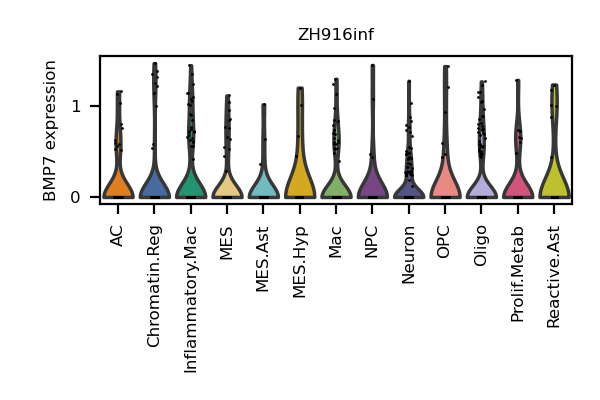 ZH916inf
BMP7 expression
1
0
AC
Chromatin.Reg
Inflammatory.Mac
MES
MES.Ast
MES.Hyp
Mac
NPC
Neuron
OPC
Oligo
Prolif.Metab
Reactive.Ast